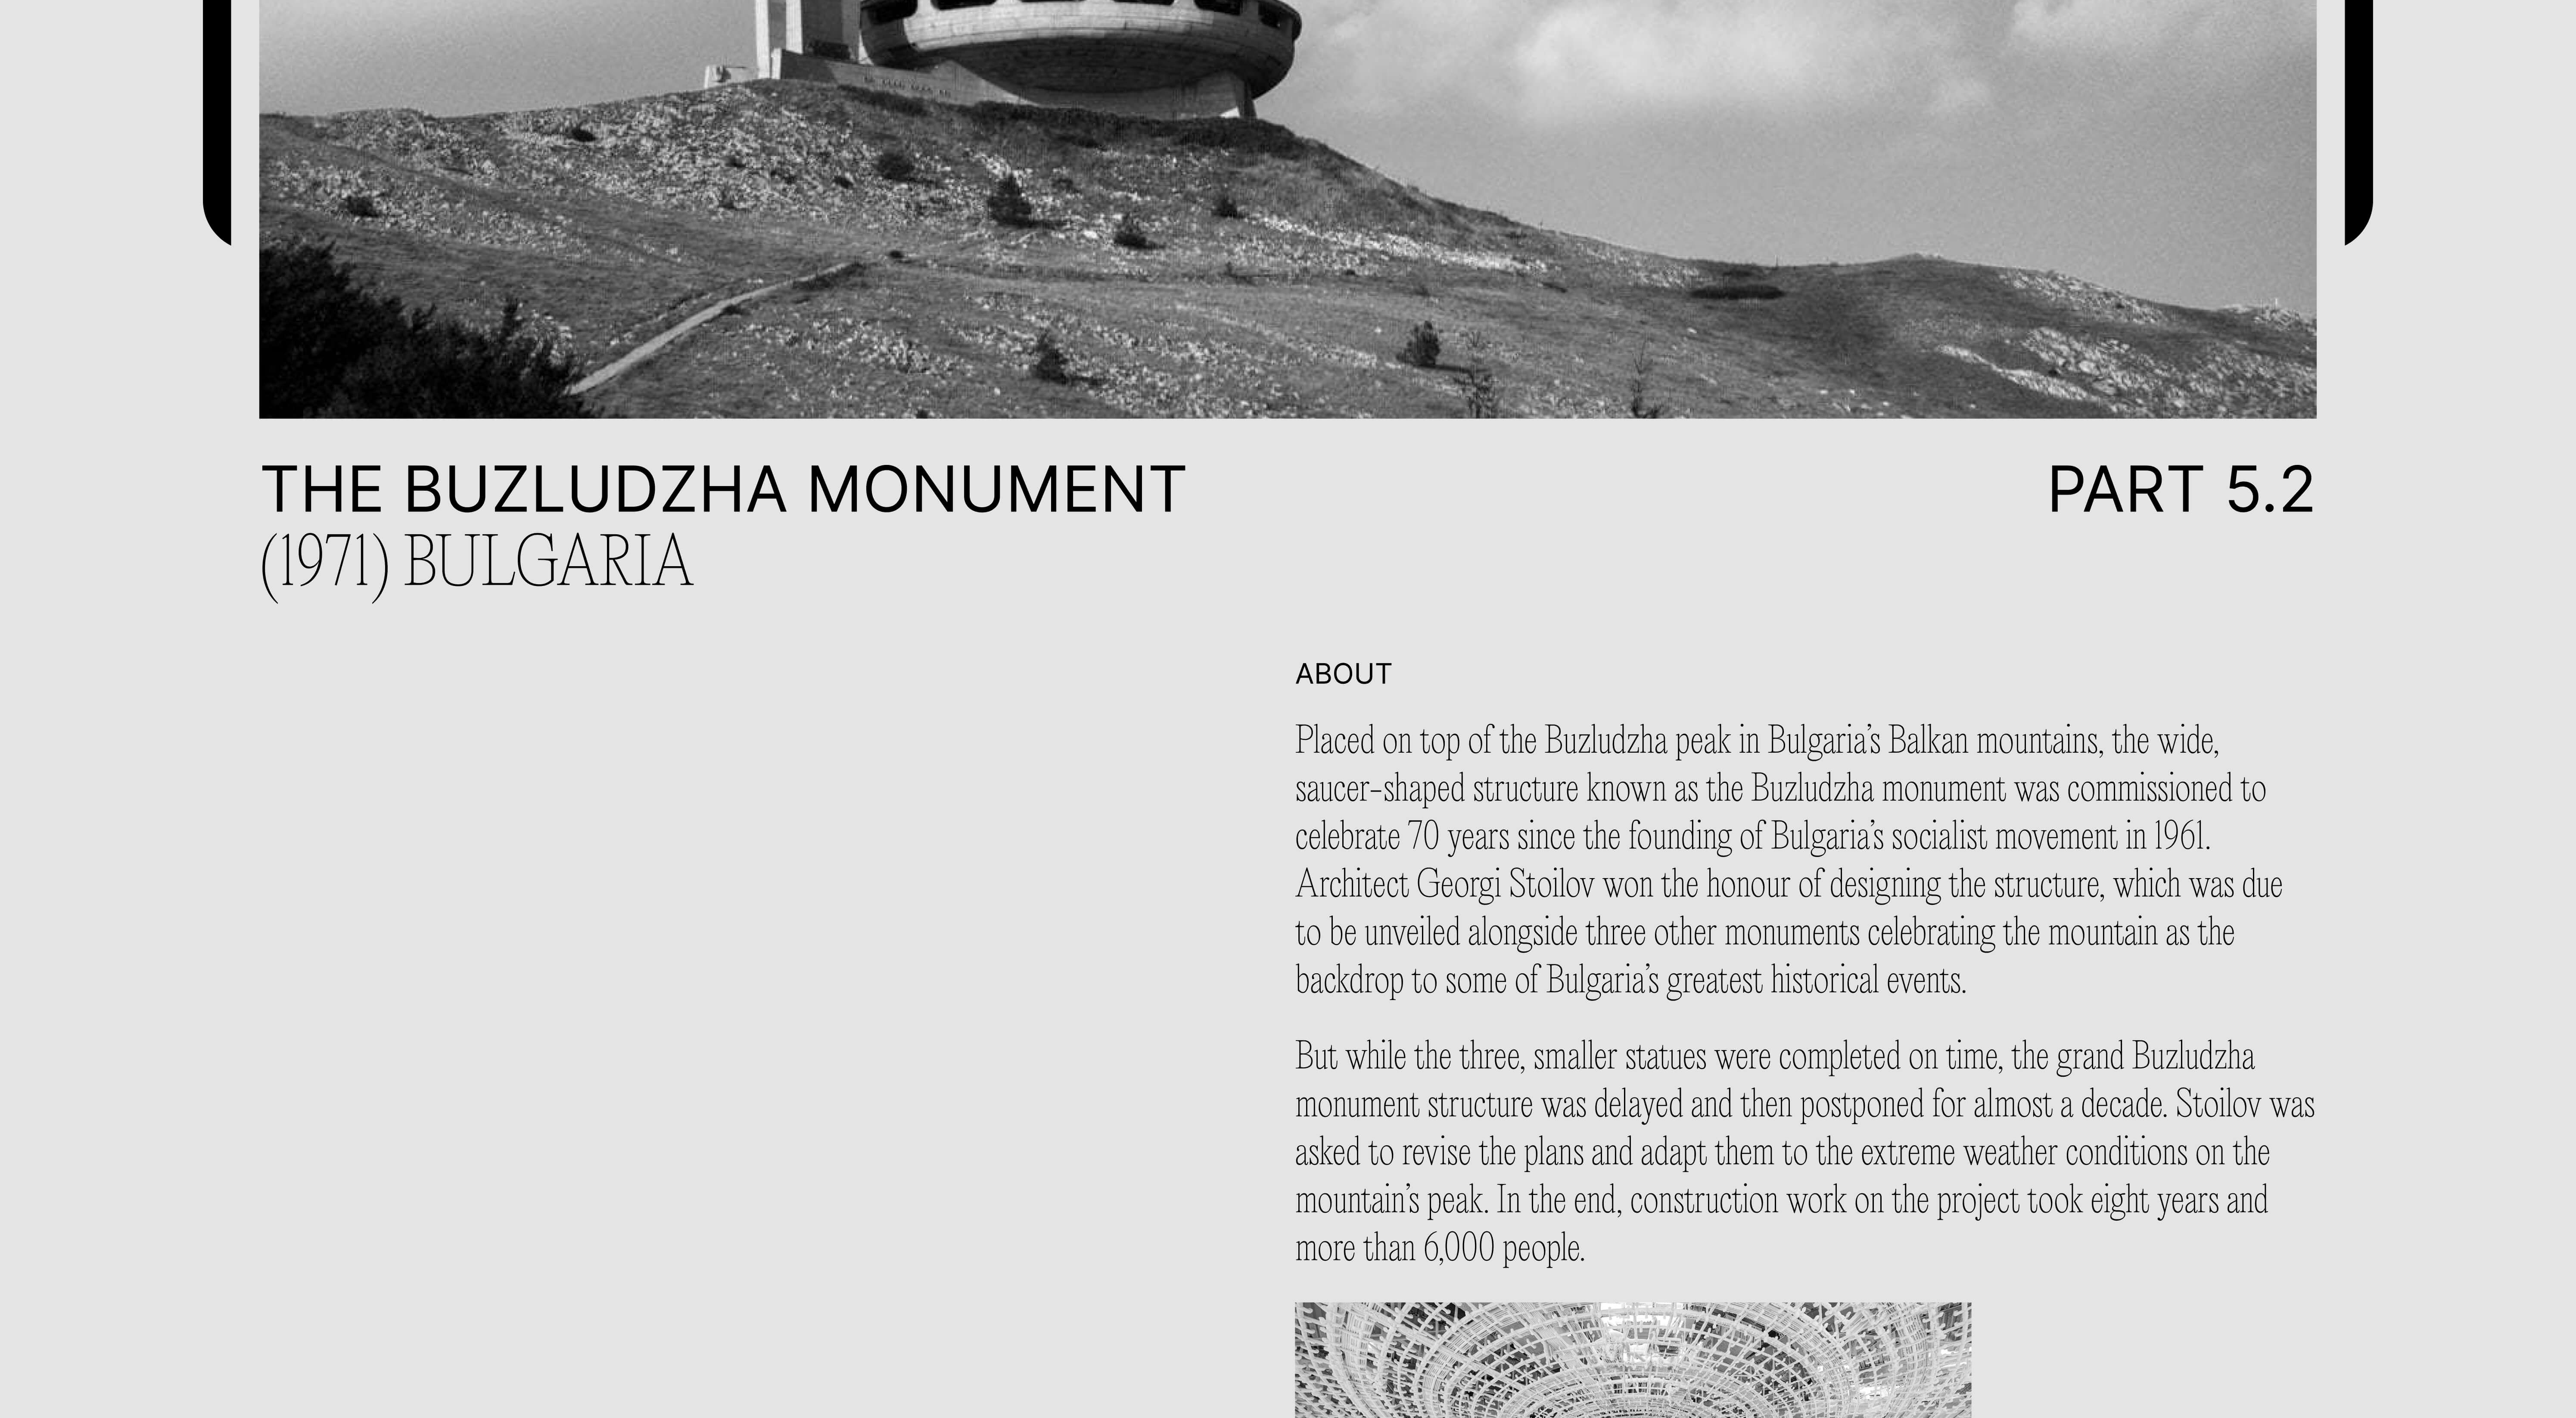 THE BUZLUDZHA MONUMENT
PART 5.2
(1971) BULGARIA
ABOUT
Placed on top of the Buzludzha peak in Bulgaria’s Balkan mountains, the wide,
saucer-shaped structure known as the Buzludzha monument was commissioned to
celebrate 70 years since the founding of Bulgaria’s socialist movement in 1961.
Architect Georgi Stoilov won the honour of designing the structure, which was due
to be unveiled alongside three other monuments celebrating the mountain as the
backdrop to some of Bulgaria’s greatest historical events.
But while the three, smaller statues were completed on time, the grand Buzludzha
monument structure was delayed and then postponed for almost a decade. Stoilov was
asked to revise the plans and adapt them to the extreme weather conditions on the
mountain’s peak. In the end, construction work on the project took eight years and
more than 6,000 people.